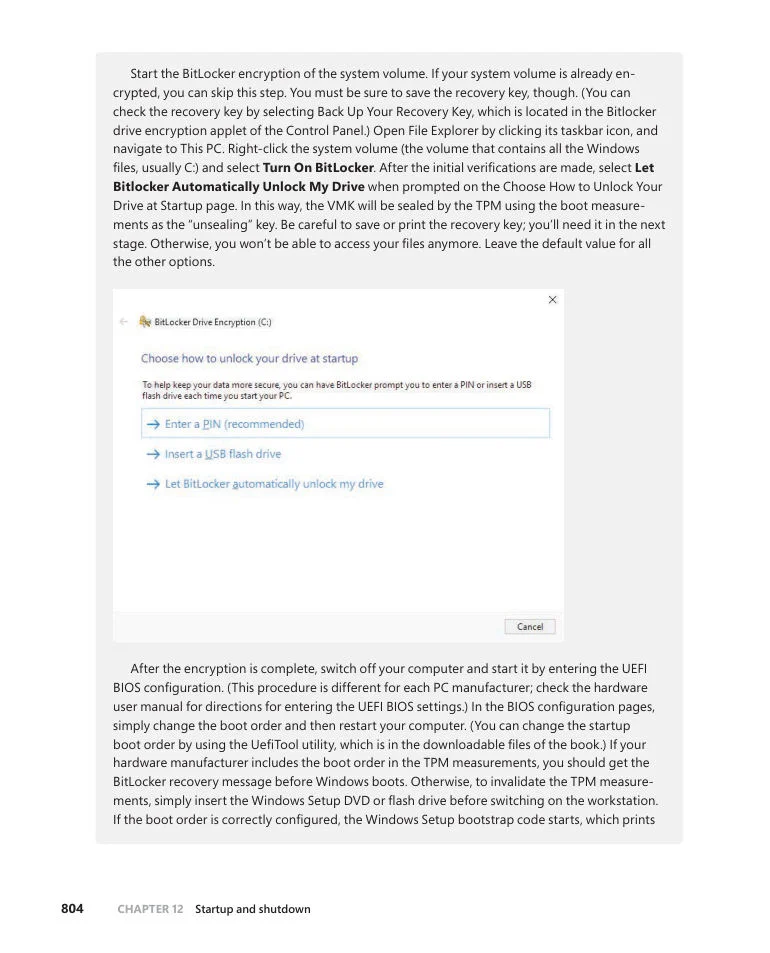 Start the BitLocker encryption of the system volume. If your system volume is already en-
crypted, you can skip this step. You must be sure to save the recovery key, though. (You can
check the recovery key by selecting Back Up Your Recovery Key, which is located in the Bitlocker
drive encryption applet of the Control Panel.) Open File Explorer by clicking its taskbar icon, and
navigate to This PC. Right-click the system volume (the volume that contains all the Windows
files, usually C:) and select Turn On BitLocker. After the initial verifications are made, select Let
Bitlocker Automatically Unlock My Drive when prompted on the Choose How to Unlock Your
Drive at Startup page. In this way, the VMK will be sealed by the TPM using the boot measure-
ments as the “unsealing” key. Be careful to save or print the recovery key; you’ll need it in the next
stage. Otherwise, you won’t be able to access your files anymore. Leave the default value for all
the other options.
BitLocker Drive Encryption (C:)
Choose how to unlock your drive at startup
To help keep your data more secure, you can have BitLocker prompt you to enter a PIN or insert a USB
flash drive each time you start your PC.
Enter a PIN (recommended)
Insert a USB flash drive
Let BitLocker automatically unlock my drive
Cancel
After the encryption is complete, switch off your computer and start it by entering the UEFI
BIOS configuration. (This procedure is different for each PC manufacturer; check the hardware
user manual for directions for entering the UEFI BIOS settings.) In the BIOS configuration pages,
simply change the boot order and then restart your computer. (You can change the startup
boot order by using the UefiTool utility, which is in the downloadable files of the book.) If your
hardware manufacturer includes the boot order in the TPM measurements, you should get the
BitLocker recovery message before Windows boots. Otherwise, to invalidate the TPM measure-
ments, simply insert the Windows Setup DVD or flash drive before switching on the workstation.
If the boot order is correctly configured, the Windows Setup bootstrap code starts, which prints
804 CHAPTER 12 Startup and shutdown